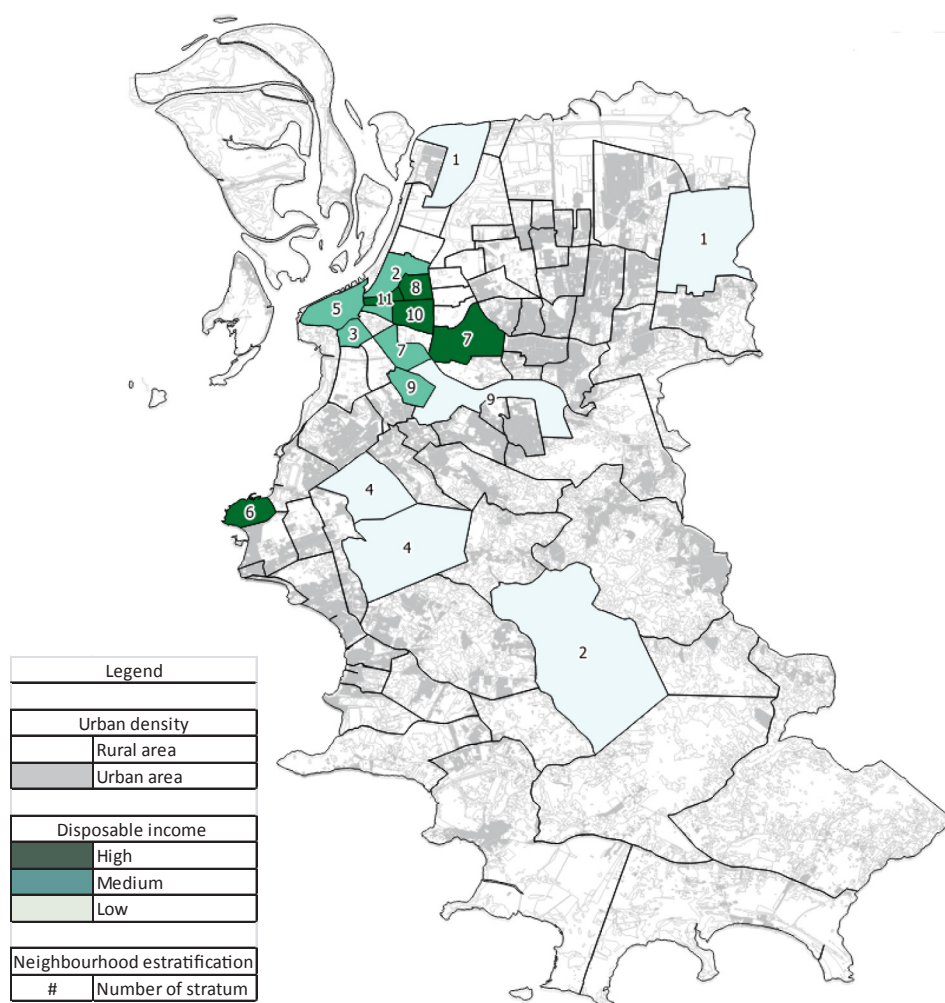 1
1
2
8
11
5
10
3
7
7
9
9
4
6
4
2
Legend
Urban density
Rural area
Urban area
Disposable income
High
Medium
Low
Neighbourhood estratification
# Number of stratum